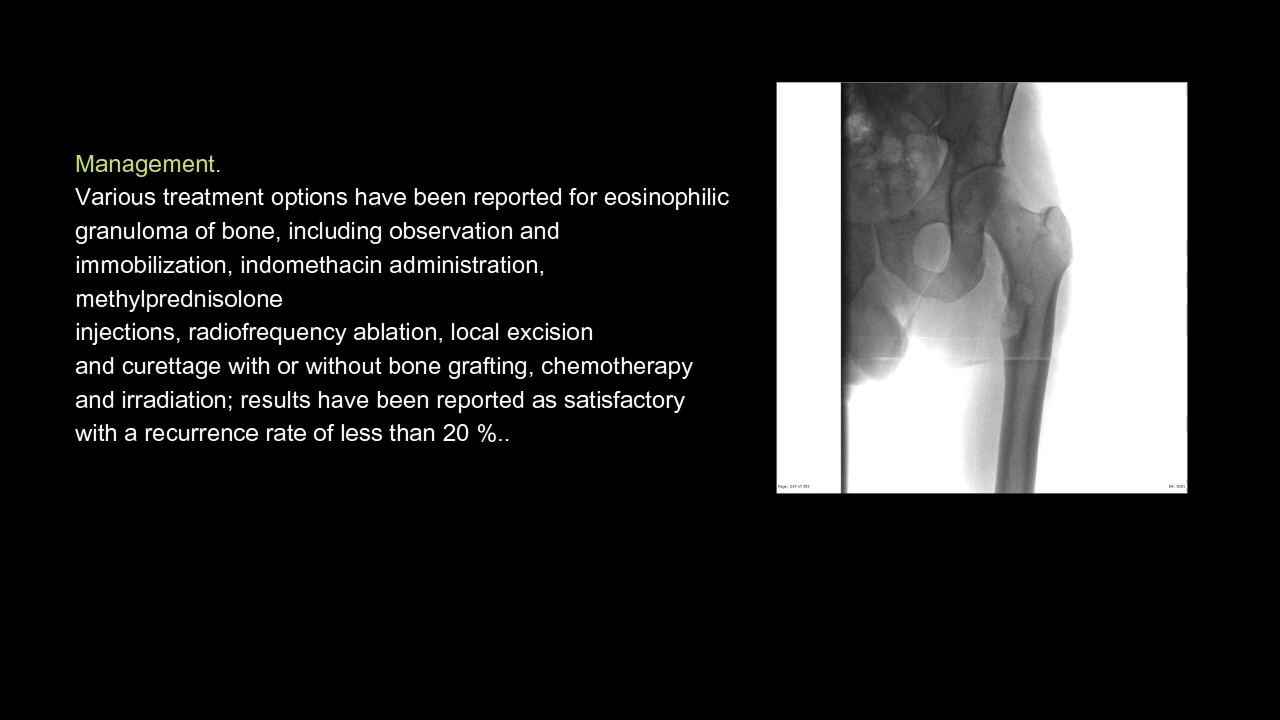 Management.
Various treatment options have been reported for eosinophilic
granuloma of bone, including observation and
immobilization, indomethacin administration,
methylprednisolone
injections, radiofrequency ablation, local excision
and curettage with or without bone grafting, chemotherapy
and irradiation; results have been reported as satisfactory
with a recurrence rate of less than 20 %..